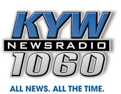 KYW
NEWSRADIO
1060
ALL NEWS. ALL THE TIME.